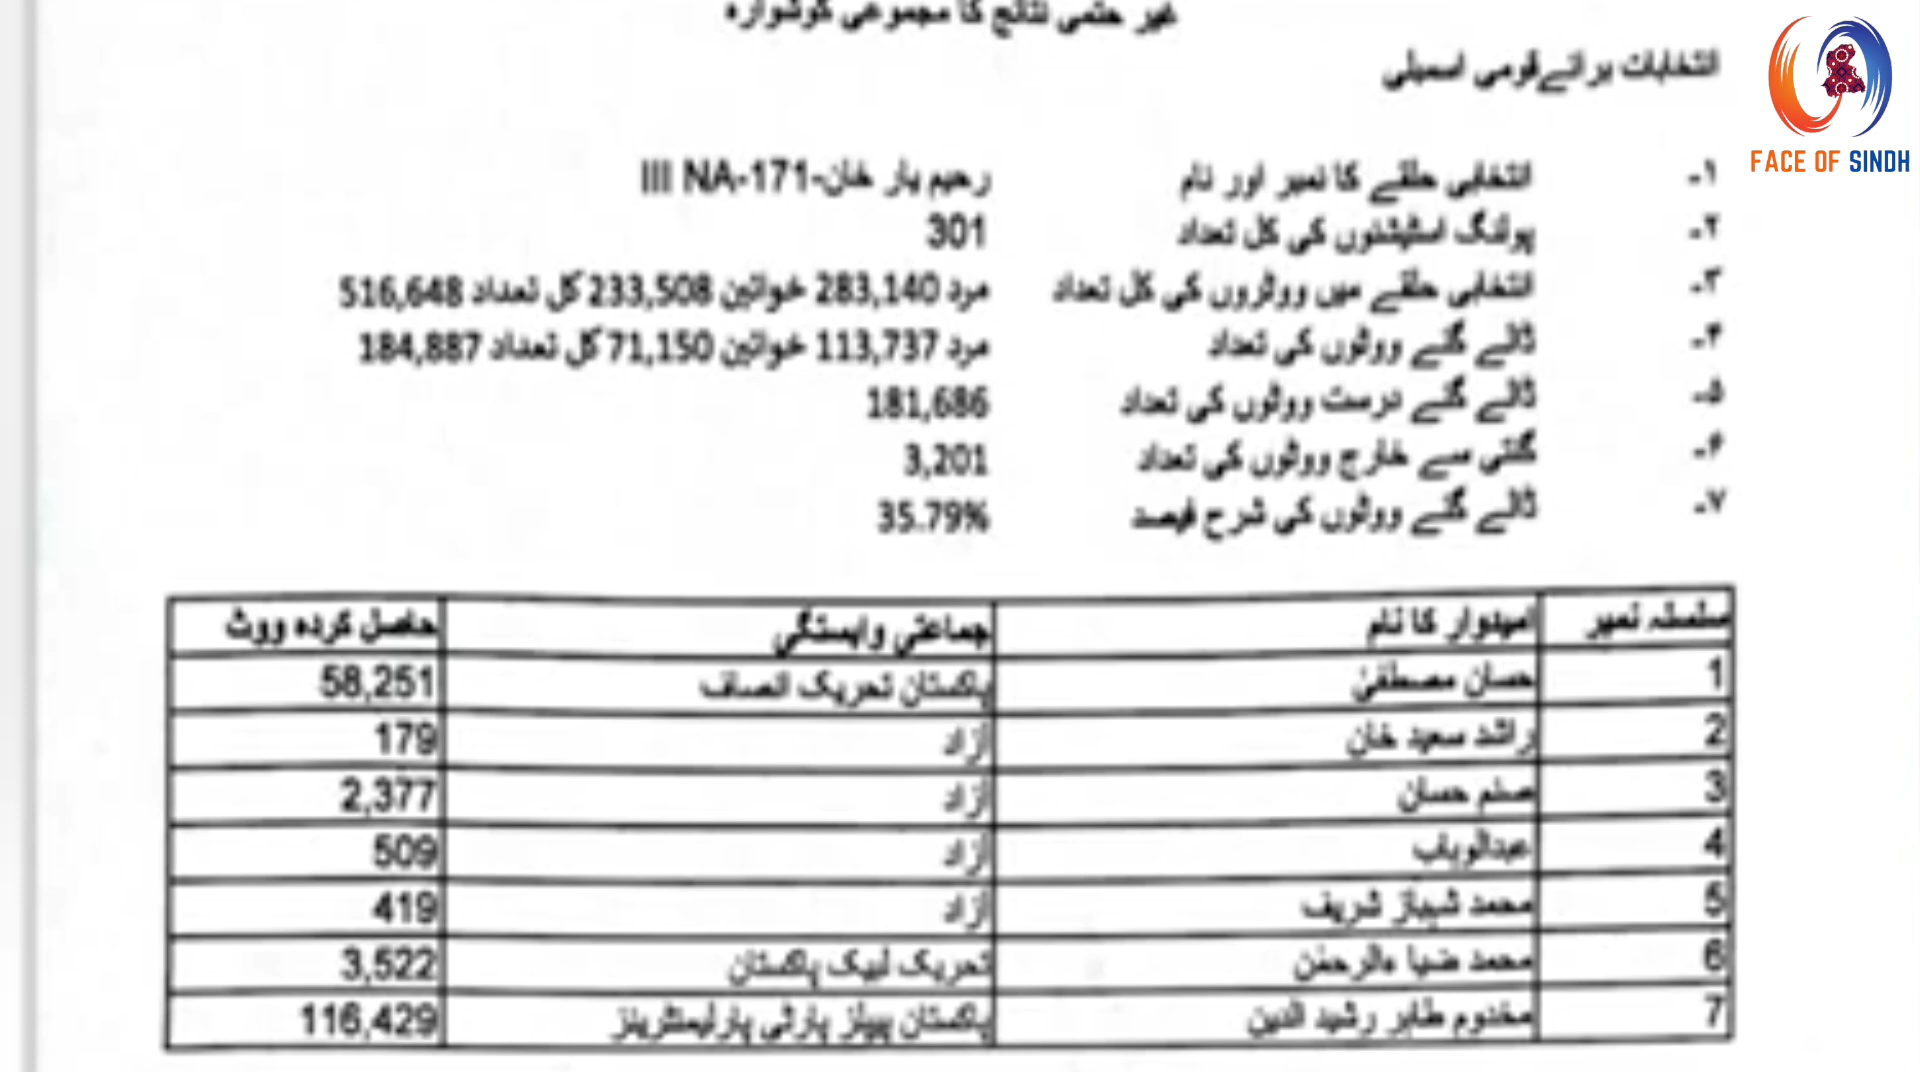 غیر حتمی نتائج کا مجموعی گوشوارہ
انتخابات برائے قومی اسمبلی
FACE OF SINDH
۱۔ انتخابی حلقے کا نمبر اور نام رحیم یار خان-III NA-171
۲۔ پولنگ اسٹیشنوں کی کل تعداد 301
۳۔ انتخابی حلقے میں ووٹروں کی کل تعداد مرد 283,140 خواتین 233,508 کل تعداد 516,648
۴۔ ڈالے گئے ووٹوں کی تعداد مرد 113,737 خواتین 71,150 کل تعداد 184,887
۵۔ ڈالے گئے درست ووٹوں کی تعداد 181,686
۶۔ گنتی سے خارج ووٹوں کی تعداد 3,201
۷۔ ڈالے گئے ووٹوں کی شرح فیصد 35.79%
سلسلہ نمبر امیدوار کا نام جماعتی وابستگی حاصل کردہ ووٹ
1 حسان مصطفیٰ پاکستان تحریک انصاف 58,251
2 راشد سعید خان آزاد 179
3 صنم حسان آزاد 2,377
4 عبدالوہاب آزاد 509
5 محمد شہباز شریف آزاد 419
6 محمد ضیا ءالرحمٰن تحریک لبیک پاکستان 3,522
7 مخدوم طاہر رشید الدین پاکستان پیپلز پارٹی پارلیمنٹرینز 116,429